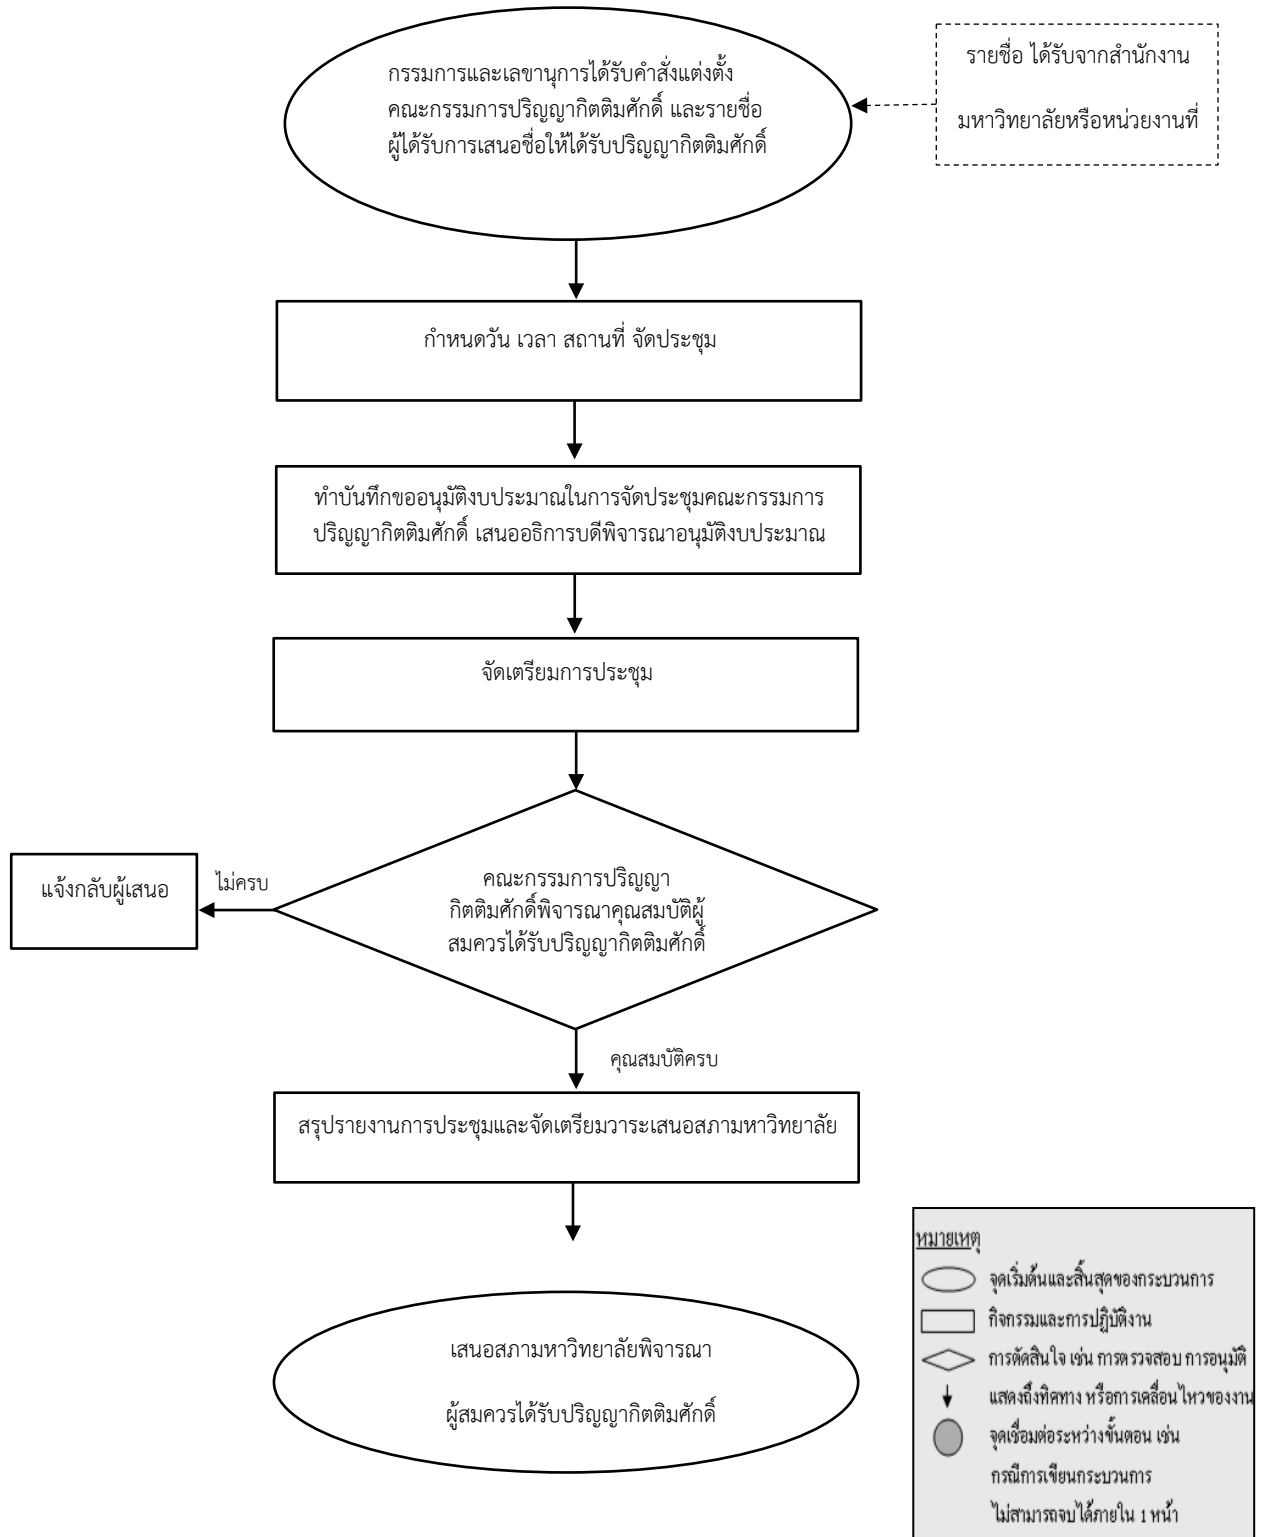 กรรมการและเลขานุการได้รับคำสั่งแต่งตั้ง
คณะกรรมการปริญญากิตติมศักดิ์ และรายชื่อ
ผู้ได้รับการเสนอชื่อให้ได้รับปริญญากิตติมศักดิ์
รายชื่อ ได้รับจากสำนักงาน
มหาวิทยาลัยหรือหน่วยงานที่
กำหนดวัน เวลา สถานที่ จัดประชุม
ทำบันทึกขออนุมัติงบประมาณในการจัดประชุมคณะกรรมการ
ปริญญากิตติมศักดิ์ เสนออธิการบดีพิจารณาอนุมัติงบประมาณ
จัดเตรียมการประชุม
แจ้งกลับผู้เสนอ
ไม่ครบ
คณะกรรมการปริญญา
กิตติมศักดิ์พิจารณาคุณสมบัติผู้
สมควรได้รับปริญญากิตติมศักดิ์
คุณสมบัติครบ
สรุปรายงานการประชุมและจัดเตรียมวาระเสนอสภามหาวิทยาลัย
เสนอสภามหาวิทยาลัยพิจารณา
ผู้สมควรได้รับปริญญากิตติมศักดิ์
หมายเหตุ
จุดเริ่มต้นและสิ้นสุดของกระบวนการ
กิจกรรมและการปฏิบัติงาน
การตัดสินใจ เช่น การตรวจสอบ การอนุมัติ
แสดงถึงทิศทาง หรือการเคลื่อนไหวของงาน
จุดเชื่อมต่อระหว่างขั้นตอน เช่น
กรณีการเขียนกระบวนการ
ไม่สามารถจบได้ภายใน 1 หน้า